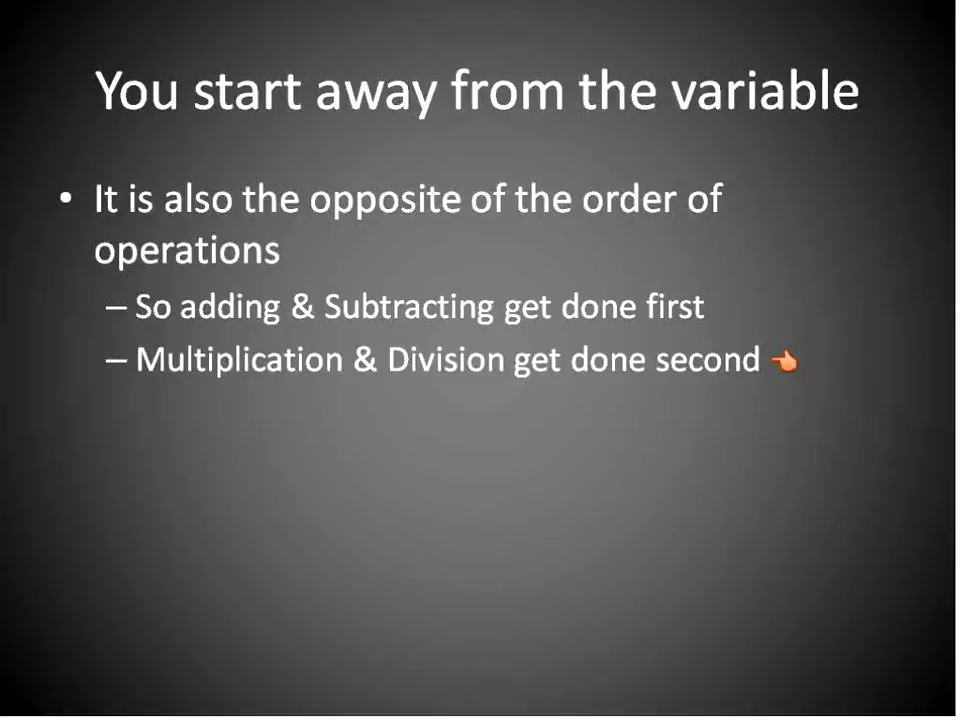 You start away from the variable
• It is also the opposite of the order of
operations
– So adding & Subtracting get done first
– Multiplication & Division get done second